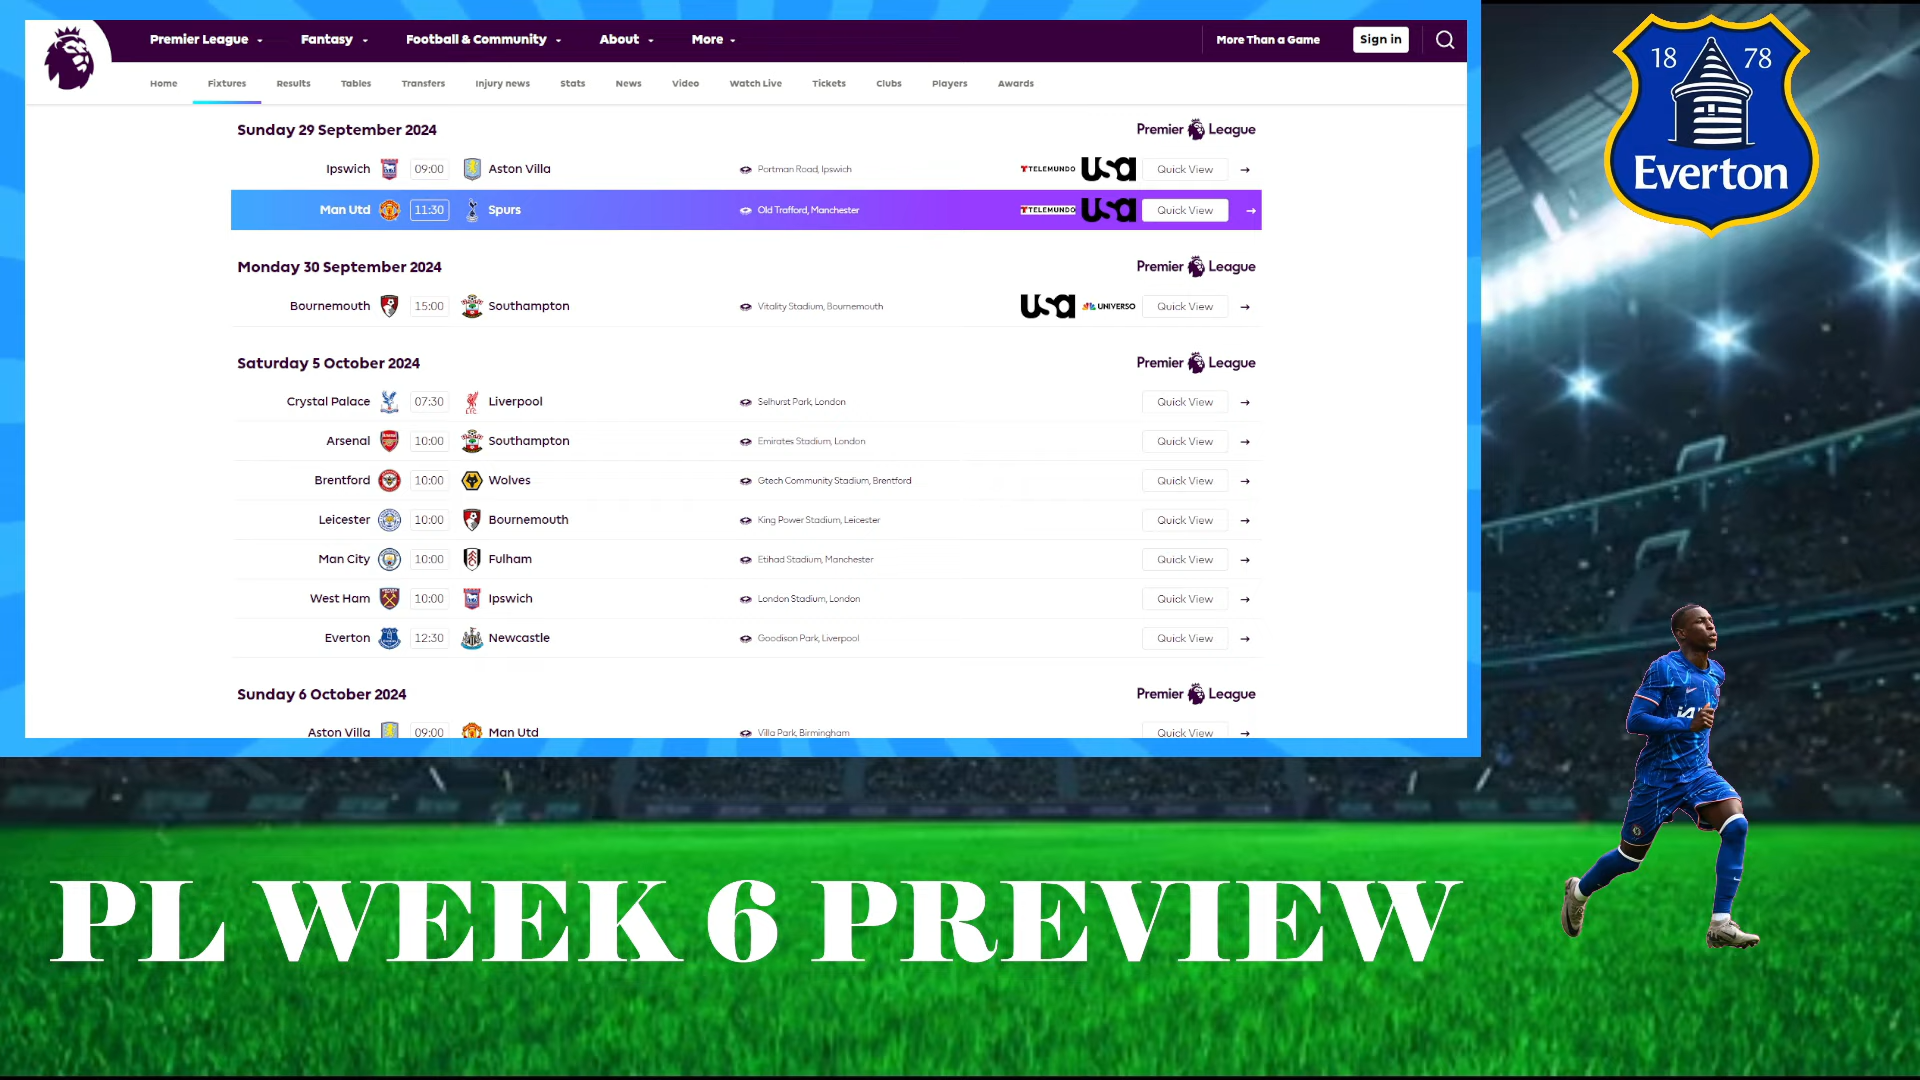 Premier League Fantasy Football & Community About More More Than a Game Sign in
Home Fixtures Results Tables Transfers Injury news Stats News Video Watch Live Tickets Clubs Players Awards
Sunday 29 September 2024 Premier League
Ipswich 09:00 Aston Villa Portman Road, Ipswich TELEMUNDO usa Quick View →
Man Utd 11:30 Spurs Old Trafford, Manchester TELEMUNDO usa Quick View →
Monday 30 September 2024 Premier League
Bournemouth 15:00 Southampton Vitality Stadium, Bournemouth usa UNIVERSO Quick View →
Saturday 5 October 2024 Premier League
Crystal Palace 07:30 Liverpool Selhurst Park, London Quick View →
Arsenal 10:00 Southampton Emirates Stadium, London Quick View →
Brentford 10:00 Wolves Gtech Community Stadium, Brentford Quick View →
Leicester 10:00 Bournemouth King Power Stadium, Leicester Quick View →
Man City 10:00 Fulham Etihad Stadium, Manchester Quick View →
West Ham 10:00 Ipswich London Stadium, London Quick View →
Everton 12:30 Newcastle Goodison Park, Liverpool Quick View →
Sunday 6 October 2024 Premier League
Aston Villa 09:00 Man Utd Villa Park, Birmingham Quick View →
18 78
Everton
PL WEEK 6 PREVIEW